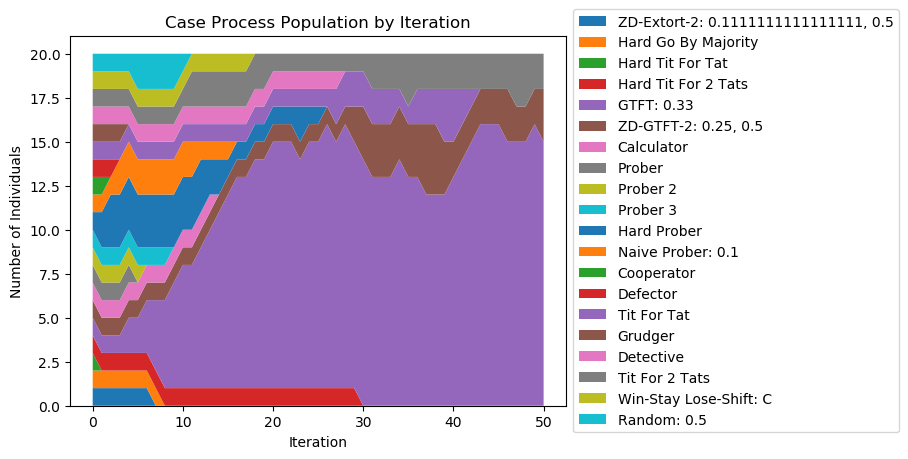 Case Process Population by Iteration
20.0
17.5
15.0
12.5
10.0
7.5
5.0
2.5
0.0
Number of Individuals
0 10 20 30 40 50
Iteration
ZD-Extort-2: 0.1111111111111111, 0.5
Hard Go By Majority
Hard Tit For Tat
Hard Tit For 2 Tats
GTFT: 0.33
ZD-GTFT-2: 0.25, 0.5
Calculator
Prober
Prober 2
Prober 3
Hard Prober
Naive Prober: 0.1
Cooperator
Defector
Tit For Tat
Grudger
Detective
Tit For 2 Tats
Win-Stay Lose-Shift: C
Random: 0.5